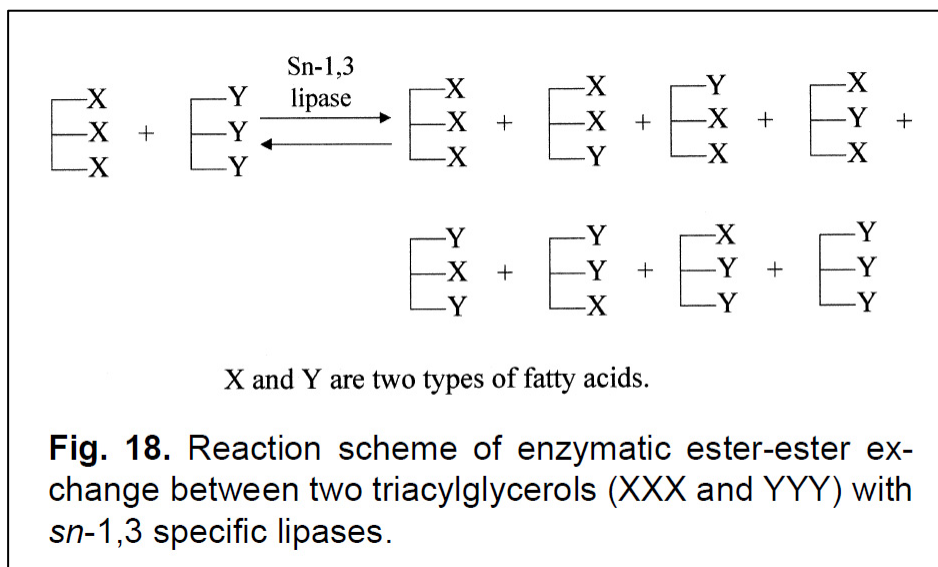 Sn-1,3
lipase
X Y X X Y X
X + Y X + X + X + Y +
X Y X Y X X
Y Y X Y
X + Y + Y + Y
Y X Y Y
X and Y are two types of fatty acids.
Fig. 18. Reaction scheme of enzymatic ester-ester ex-
change between two triacylglycerols (XXX and YYY) with
sn-1,3 specific lipases.